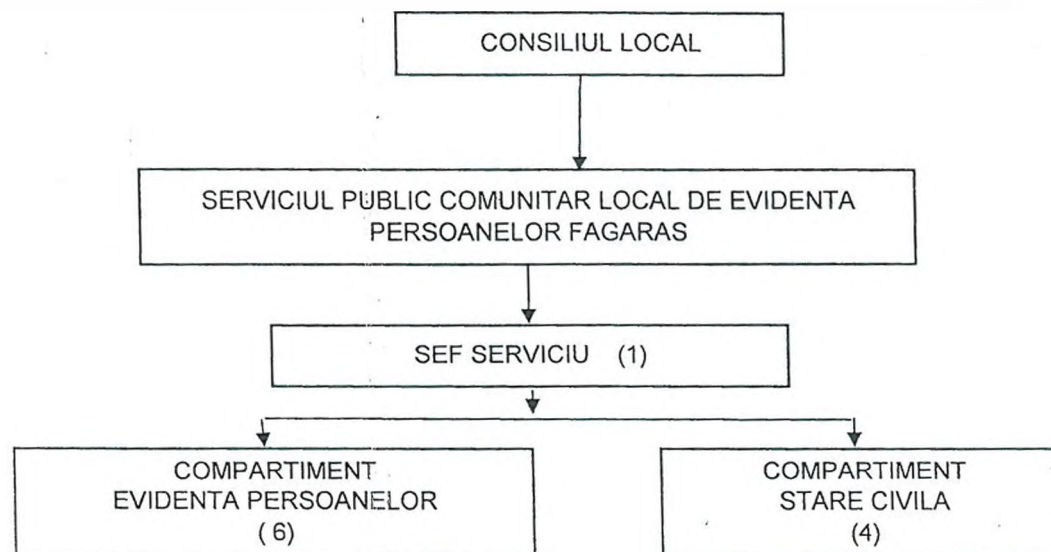 CONSILIUL LOCAL
SERVICIUL PUBLIC COMUNITAR LOCAL DE EVIDENTA
PERSOANELOR FAGARAS
SEF SERVICIU (1)
COMPARTIMENT
EVIDENTA PERSOANELOR
( 6)
COMPARTIMENT
STARE CIVILA
(4)